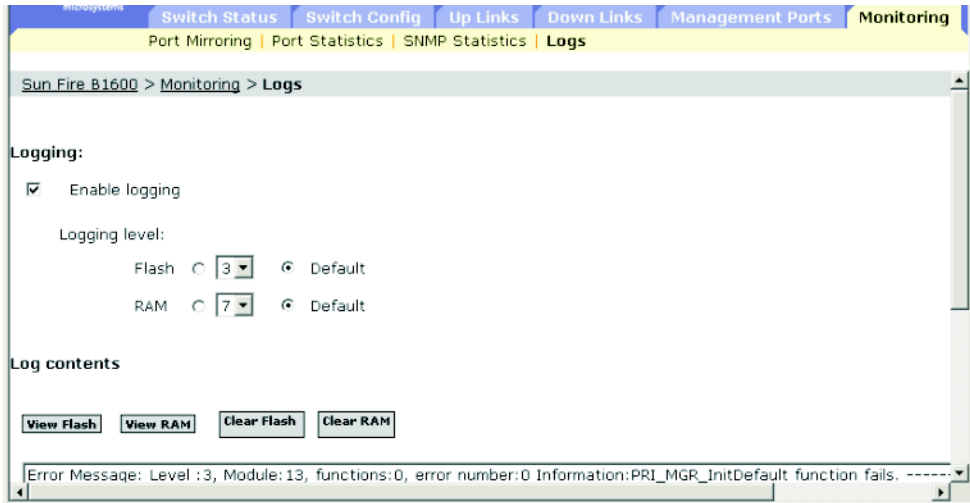 microsystems
Switch Status Switch Config Up Links Down Links Management Ports Monitoring
Port Mirroring | Port Statistics | SNMP Statistics | Logs
Sun Fire B1600 > Monitoring > Logs
Logging:
Enable logging
Logging level:
Flash 3 Default
RAM 7 Default
Log contents
View Flash View RAM Clear Flash Clear RAM
Error Message: Level :3, Module:13, functions:0, error number:0 Information:PRI_MGR_InitDefault function fails. -----